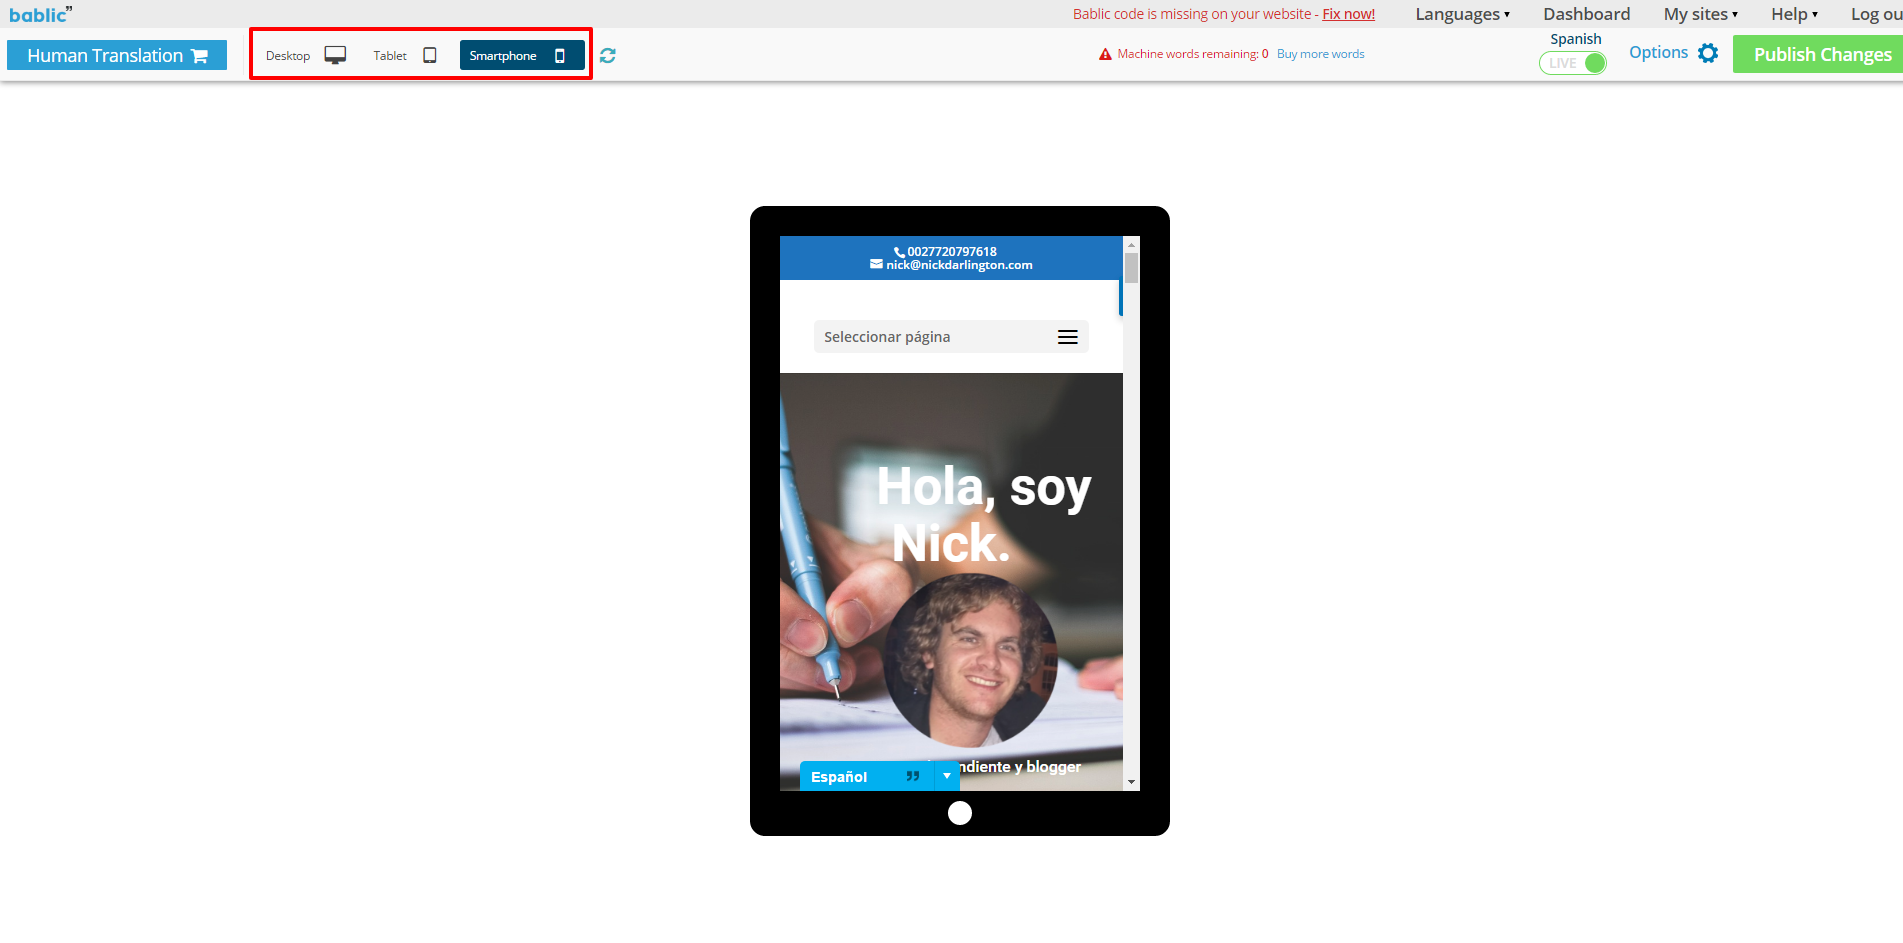 bablic”
Bablic code is missing on your website - Fix now!
Languages
Dashboard
My sites
Help
Log ou
Human Translation
Desktop
Tablet
Smartphone
Machine words remaining: 0 Buy more words
Spanish
LIVE
Options
Publish Changes
0027720797618
nick@nickdarlington.com
Seleccionar página
Hola, soy
Nick.
ndiente y blogger
Español